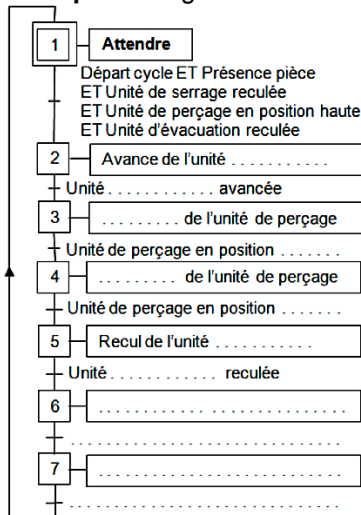 1 Attendre
Départ cycle ET Présence pièce
ET Unité de serrage reculée
ET Unité de perçage en position haute
ET Unité d'évacuation reculée
2 Avance de l'unité . . . . . . . . . . .
Unité . . . . . . . . . . . . avancée
3 . . . . . . . . . de l'unité de perçage
Unité de perçage en position . . . . . . .
4 . . . . . . . . . de l'unité de perçage
Unité de perçage en position . . . . . . .
5 Recul de l'unité . . . . . . . . . . .
Unité . . . . . . . . . . . . reculée
6 . . . . . . . . . . . . . . . . . . . . . . . . . . . .
. . . . . . . . . . . . . . . . . . . . . . . . . . . . . . .
7 . . . . . . . . . . . . . . . . . . . . . . . . . . . .
. . . . . . . . . . . . . . . . . . . . . . . . . . . . . . .